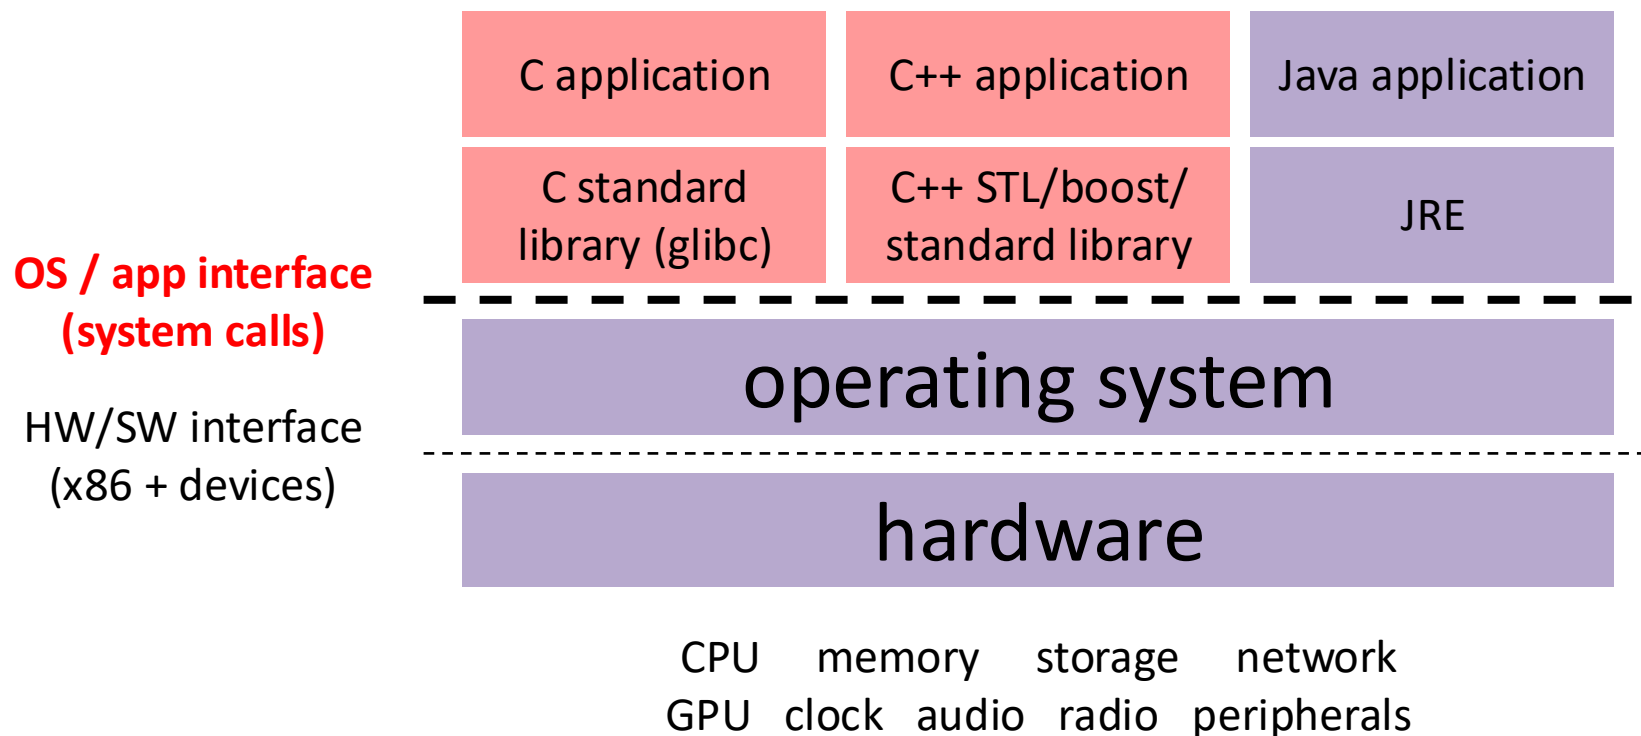 C application
C++ application
Java application
C standard
library (glibc)
C++ STL/boost/
standard library
JRE
OS / app interface
(system calls)
operating system
HW/SW interface
(x86 + devices)
hardware
CPU memory storage network
GPU clock audio radio peripherals